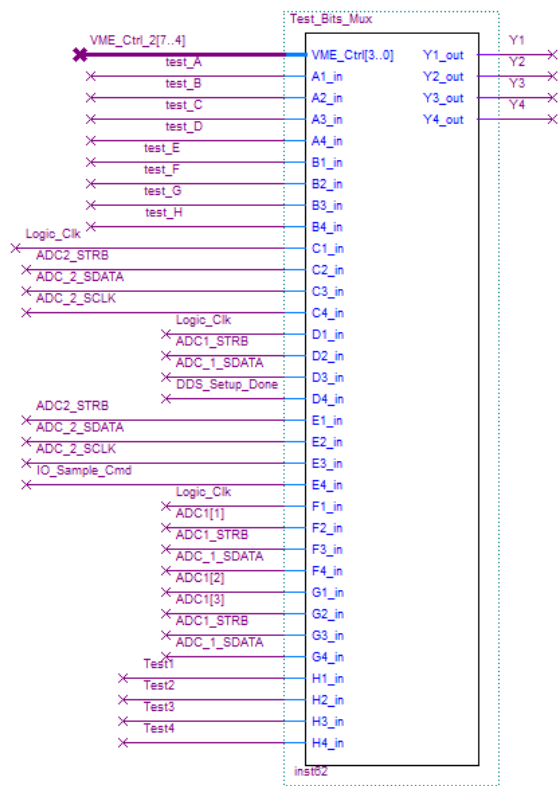 Test_Bits_Mux
VME_Ctrl_2[7..4] VME_Ctrl[3..0] Y1_out Y1
test_A A1_in Y2_out Y2
test_B A2_in Y3_out Y3
test_C A3_in Y4_out Y4
test_D A4_in
test_E B1_in
test_F B2_in
test_G B3_in
test_H B4_in
Logic_Clk C1_in
ADC2_STRB C2_in
ADC_2_SDATA C3_in
ADC_2_SCLK C4_in
Logic_Clk D1_in
ADC1_STRB D2_in
ADC_1_SDATA D3_in
DDS_Setup_Done D4_in
ADC2_STRB E1_in
ADC_2_SDATA E2_in
ADC_2_SCLK E3_in
IO_Sample_Cmd E4_in
Logic_Clk F1_in
ADC1[1] F2_in
ADC1_STRB F3_in
ADC_1_SDATA F4_in
ADC1[2] G1_in
ADC1[3] G2_in
ADC1_STRB G3_in
ADC_1_SDATA G4_in
Test1 H1_in
Test2 H2_in
Test3 H3_in
Test4 H4_in
inst62